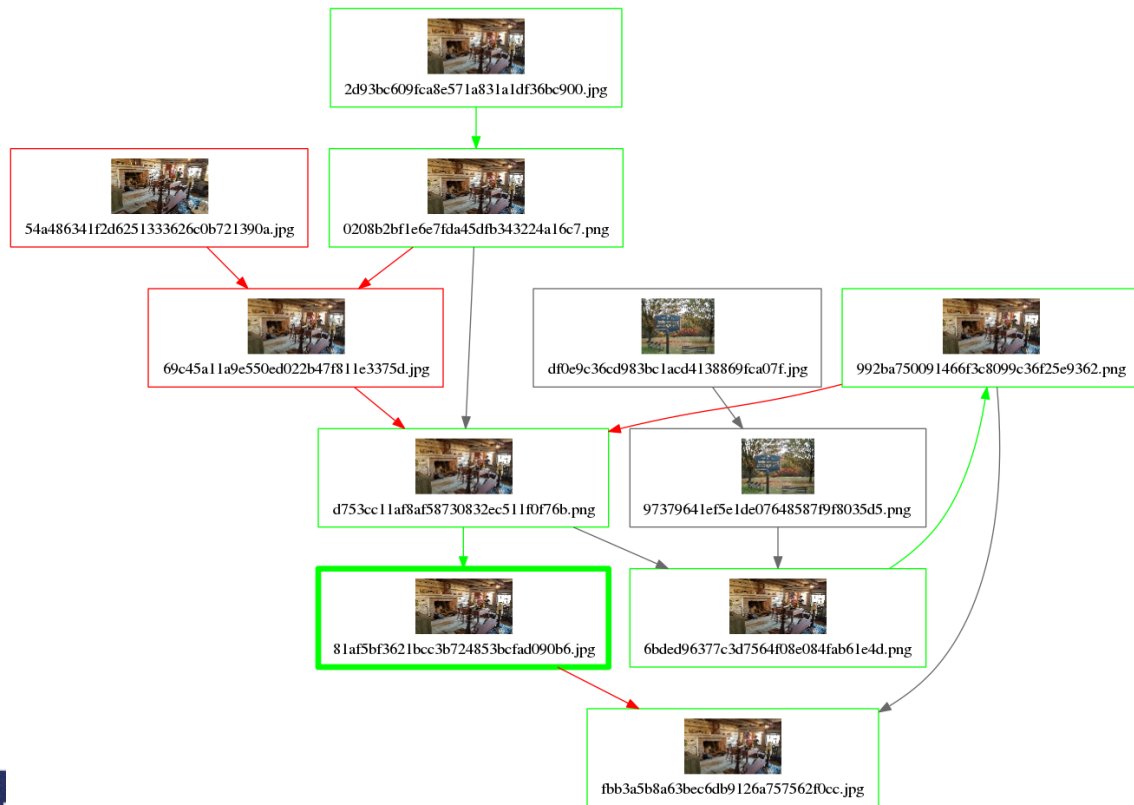 2d93bc609fca8e571a831a1df36bc900.jpg
54a486341f2d6251333626c0b721390a.jpg
0208b2bf1e6e7fda45dfb343224a16c7.png
69c45a11a9e550ed022b47f811e3375d.jpg
df0e9c36cd983bc1acd4138869fca07f.jpg
992ba750091466f3c8099c36f25e9362.png
d753cc11af8af58730832ec511f0f76b.png
97379641ef5e1de07648587f9f8035d5.png
81af5bf3621bcc3b724853bcfad090b6.jpg
6bded96377c3d7564f08e084fab61e4d.png
fbb3a5b8a63bec6db9126a757562f0cc.jpg